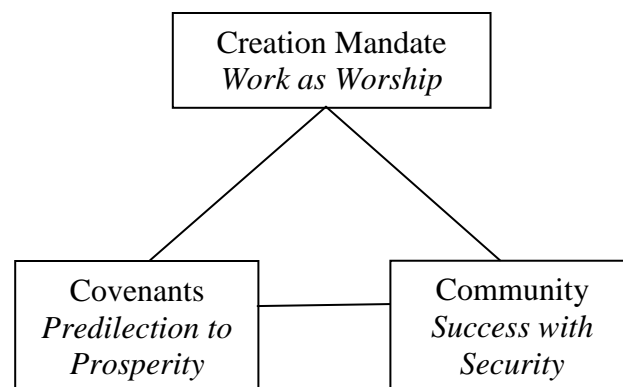 Creation Mandate
Work as Worship
Covenants
Predilection to
Prosperity
Community
Success with
Security